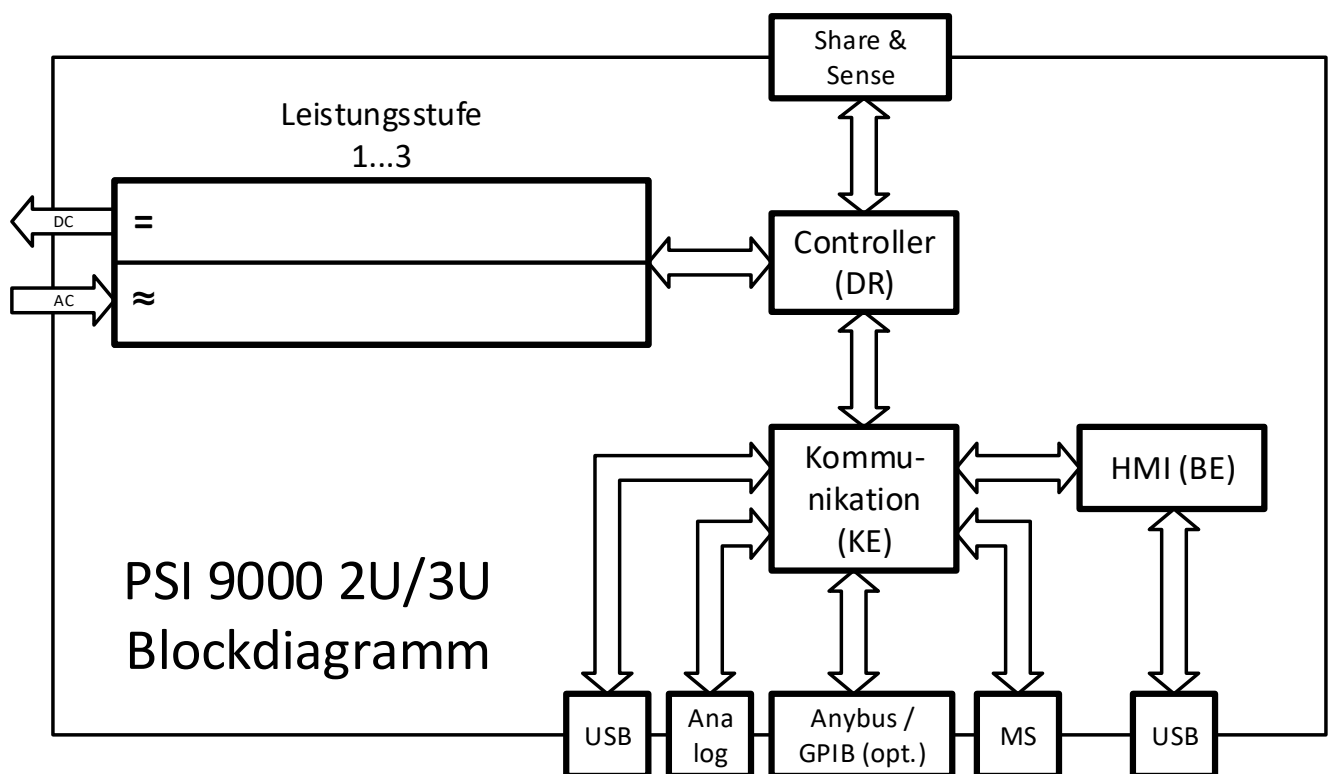 Share &
Sense
Leistungsstufe
1...3
DC
=
AC
≈
Controller
(DR)
Kommu-
nikation
(KE)
HMI (BE)
PSI 9000 2U/3U
Blockdiagramm
USB
Ana
log
Anybus /
GPIB (opt.)
MS
USB